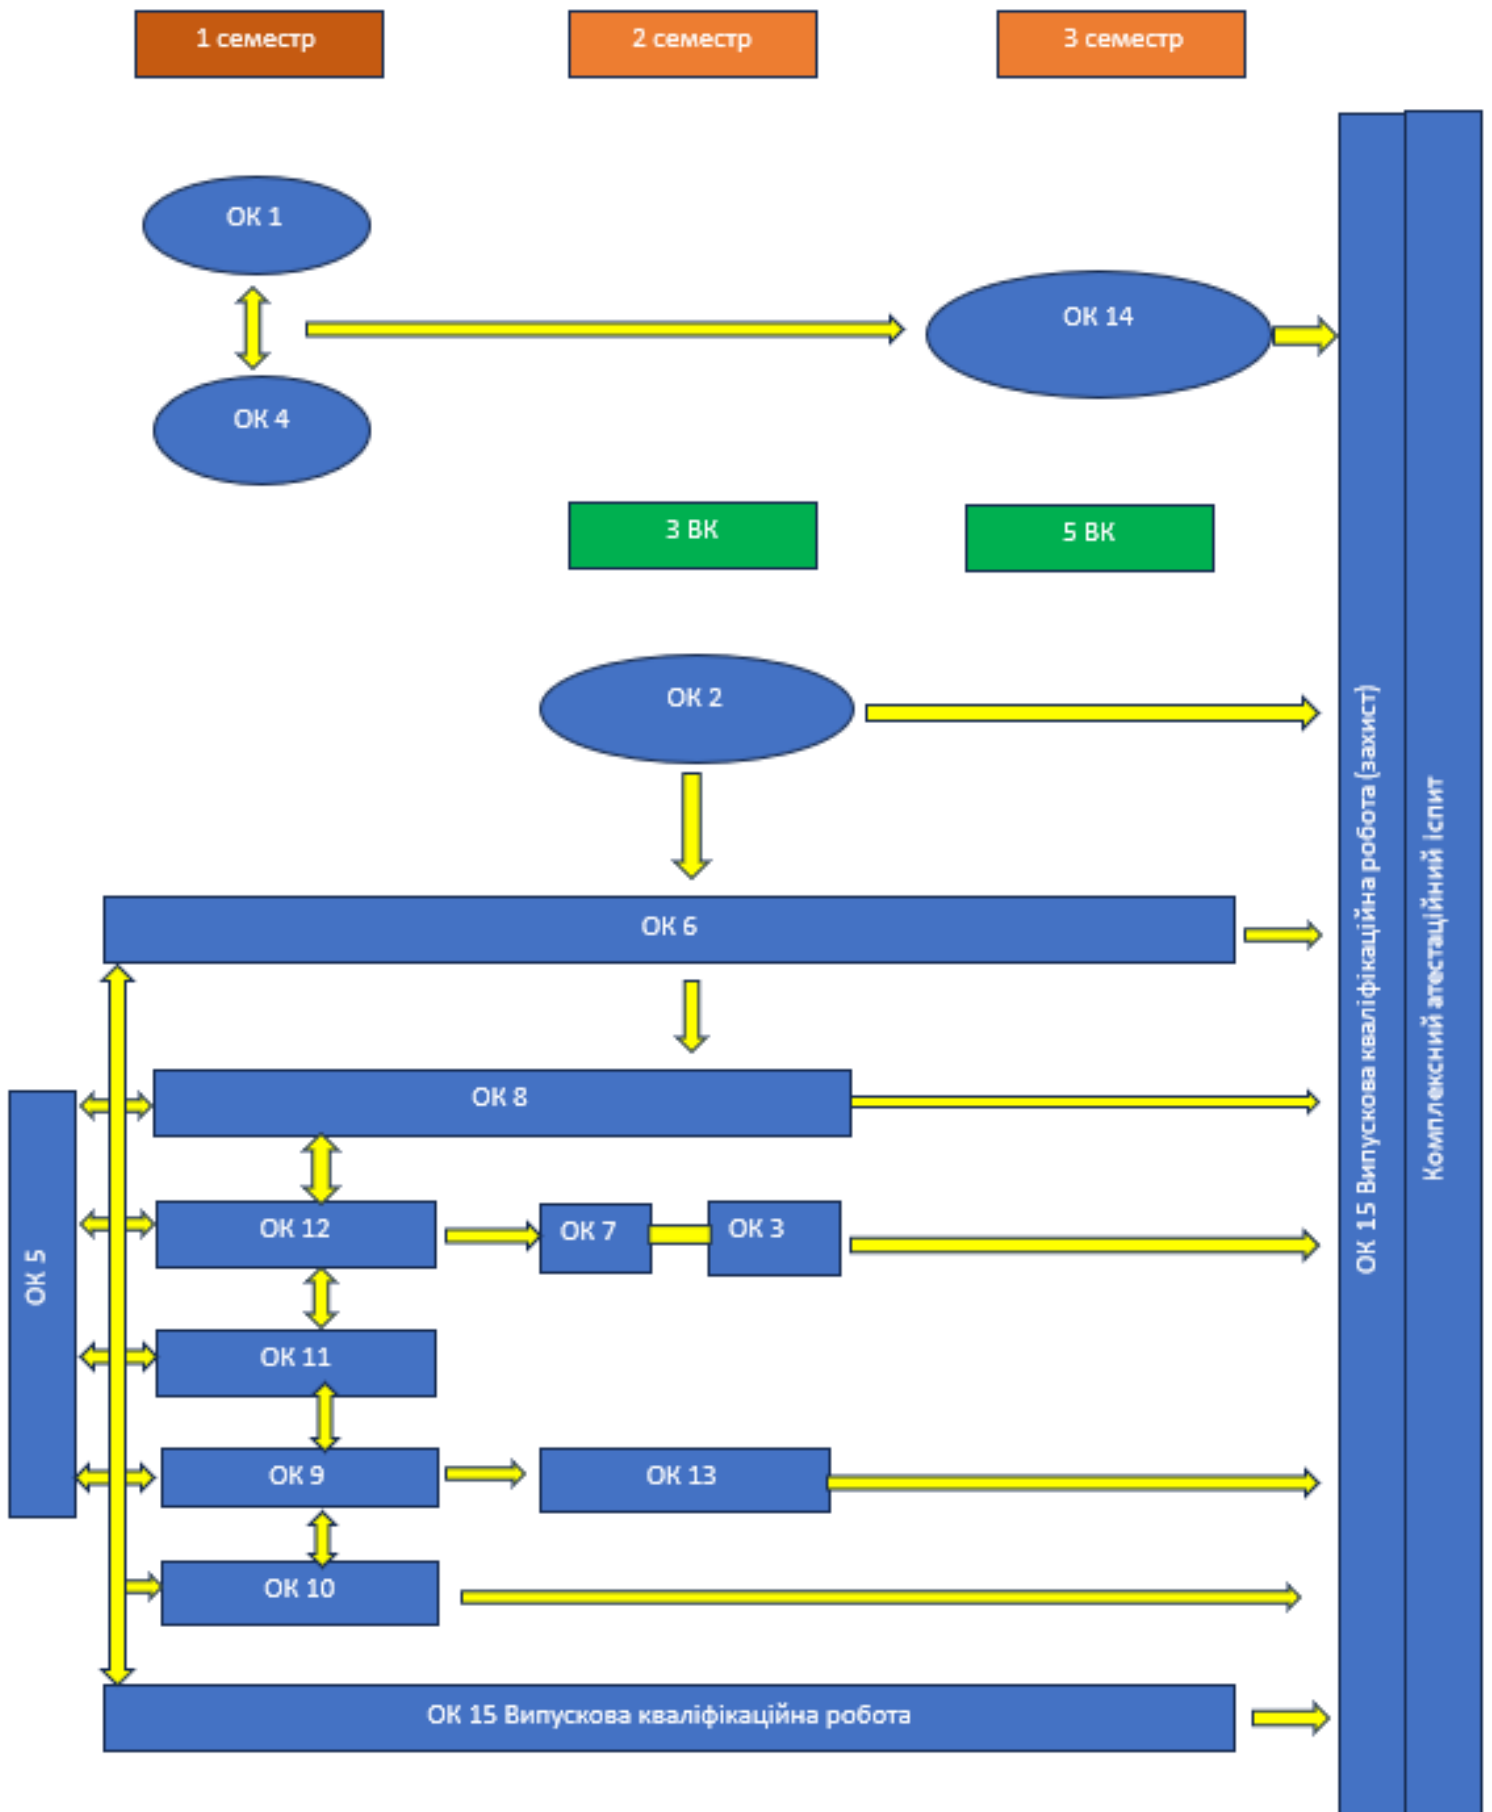 1 семестр
2 семестр
3 семестр
ОК 1
ОК 14
ОК 4
3 ВК
5 ВК
ОК 2
ОК 6
ОК 8
ОК 12
ОК 7
ОК 3
ОК 5
ОК 11
ОК 9
ОК 13
ОК 10
ОК 15 Випускова кваліфікаційна робота
ОК 15 Випускова кваліфікаційна робота (захист)
Комплексний атестаційний іспит